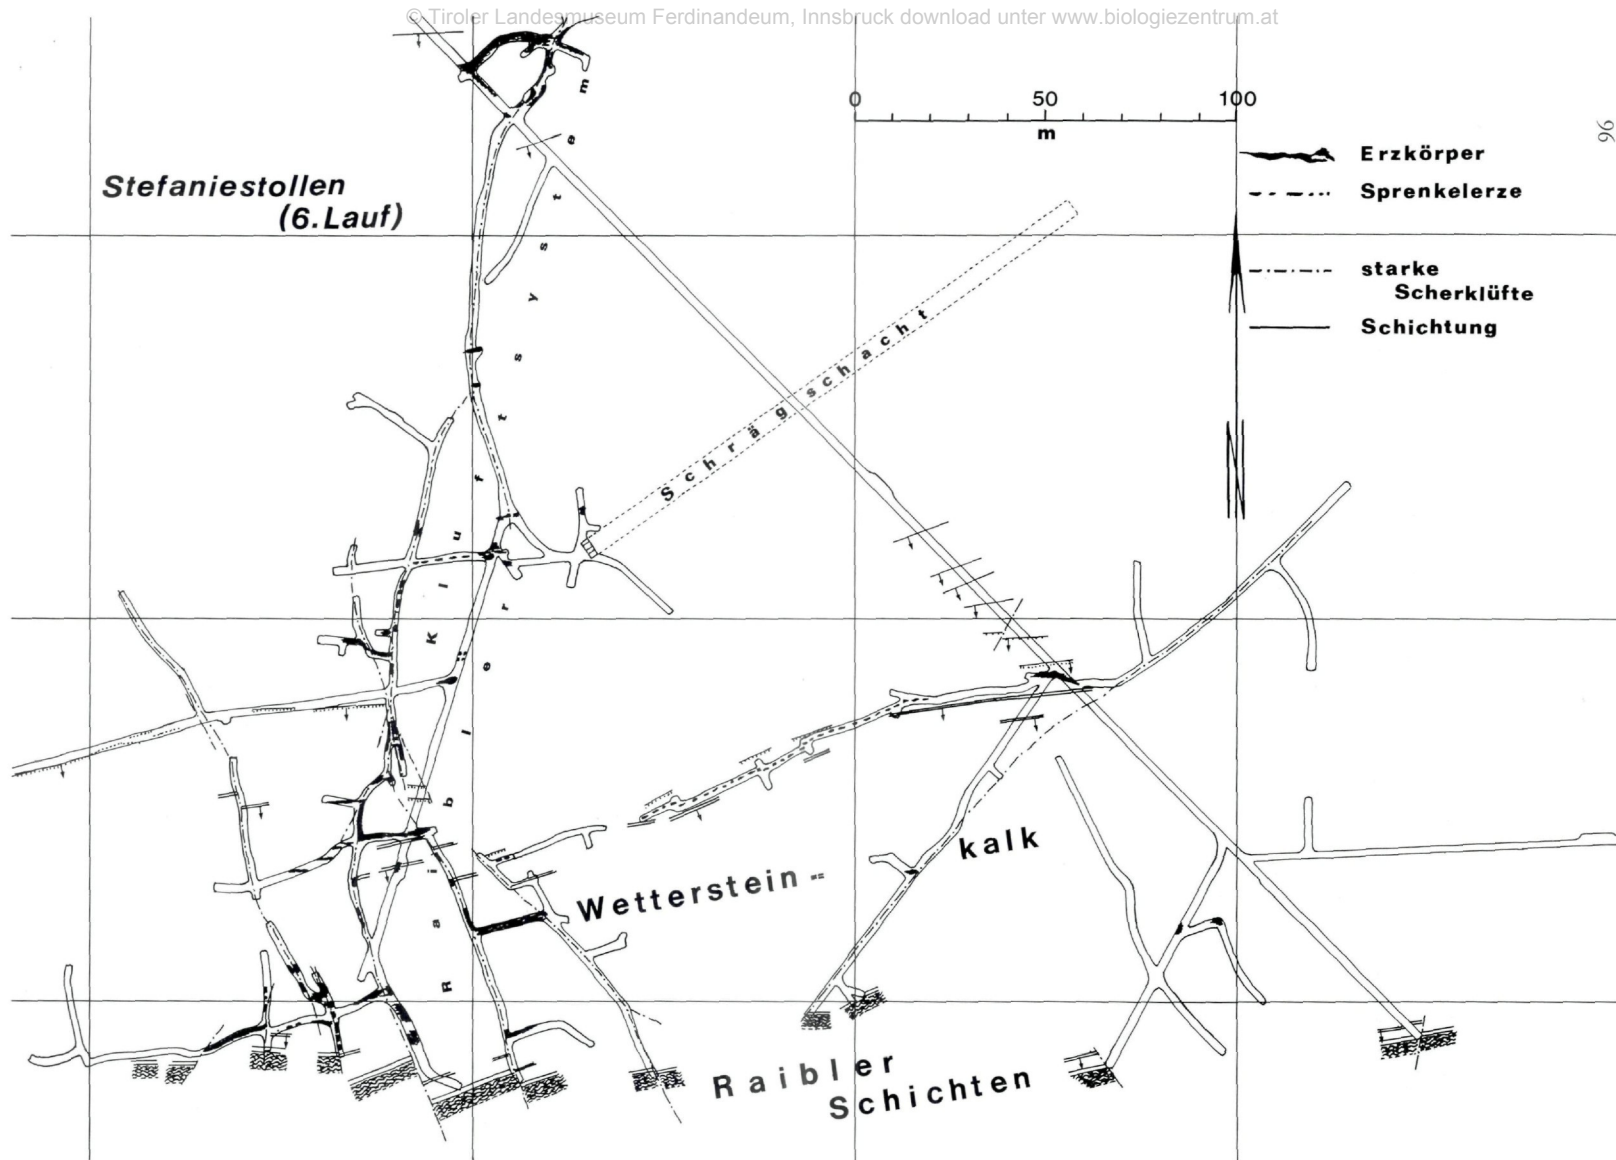 © Tiroler Landesmuseum Ferdinandeum, Innsbruck download unter www.biologiezentrum.at
96
0 50 100
m
Erzkörper
Sprenkelerze
starke
Scherklüfte
Schichtung
N
Stefaniestollen
(6. Lauf)
Schrägschacht
Raibler Kluftsysteme
Wetterstein=
kalk
Raibler
Schichten